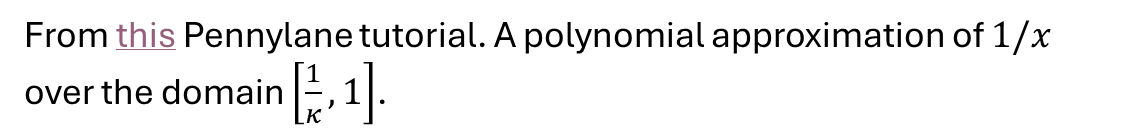 From this Pennylane tutorial. A polynomial approximation of 1/x
over the domain [1/κ, 1].